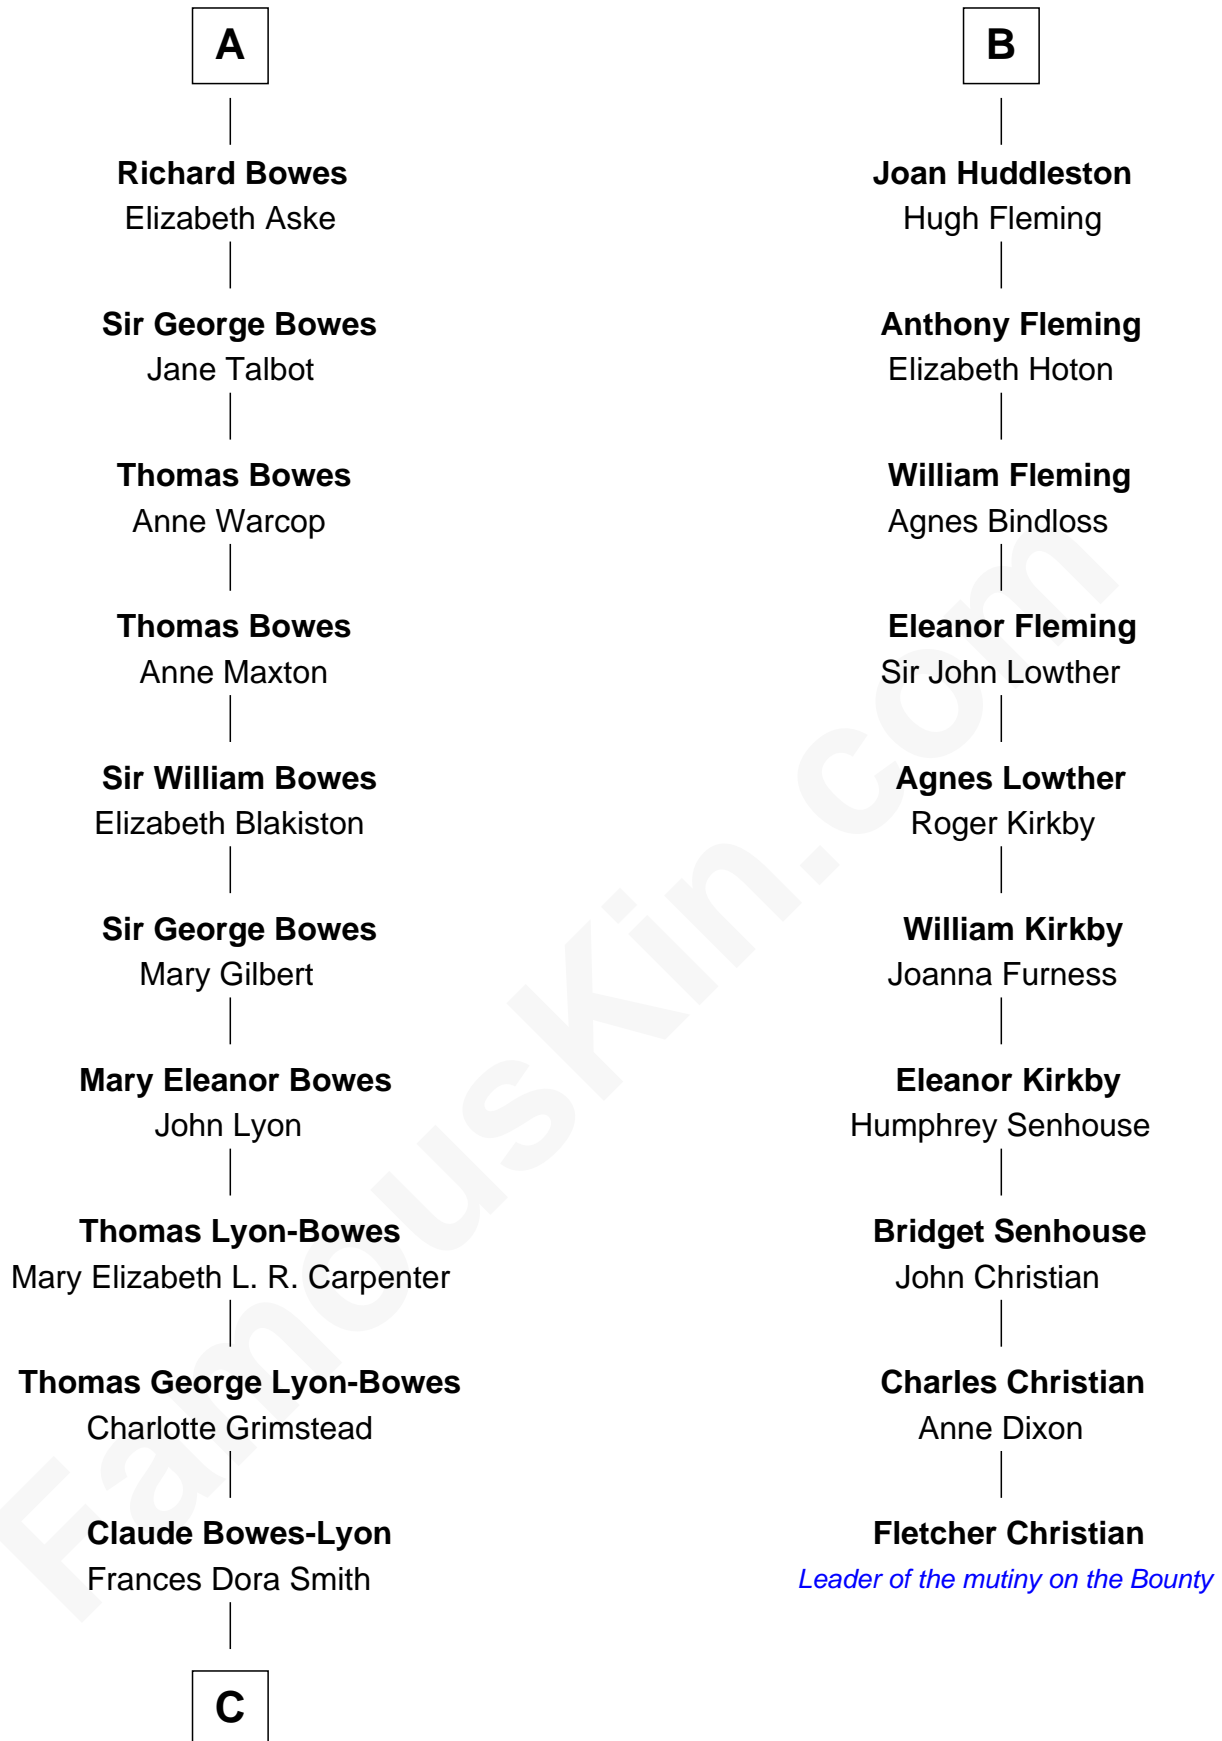 A
Richard Bowes
Elizabeth Aske
Sir George Bowes
Jane Talbot
Thomas Bowes
Anne Warcop
Thomas Bowes
Anne Maxton
Sir William Bowes
Elizabeth Blakiston
Sir George Bowes
Mary Gilbert
Mary Eleanor Bowes
John Lyon
Thomas Lyon-Bowes
Mary Elizabeth L. R. Carpenter
Thomas George Lyon-Bowes
Charlotte Grimstead
Claude Bowes-Lyon
Frances Dora Smith
C
B
Joan Huddleston
Hugh Fleming
Anthony Fleming
Elizabeth Hoton
William Fleming
Agnes Bindloss
Eleanor Fleming
Sir John Lowther
Agnes Lowther
Roger Kirkby
William Kirkby
Joanna Furness
Eleanor Kirkby
Humphrey Senhouse
Bridget Senhouse
John Christian
Charles Christian
Anne Dixon
Fletcher Christian
Leader of the mutiny on the Bounty
FamousKin.com